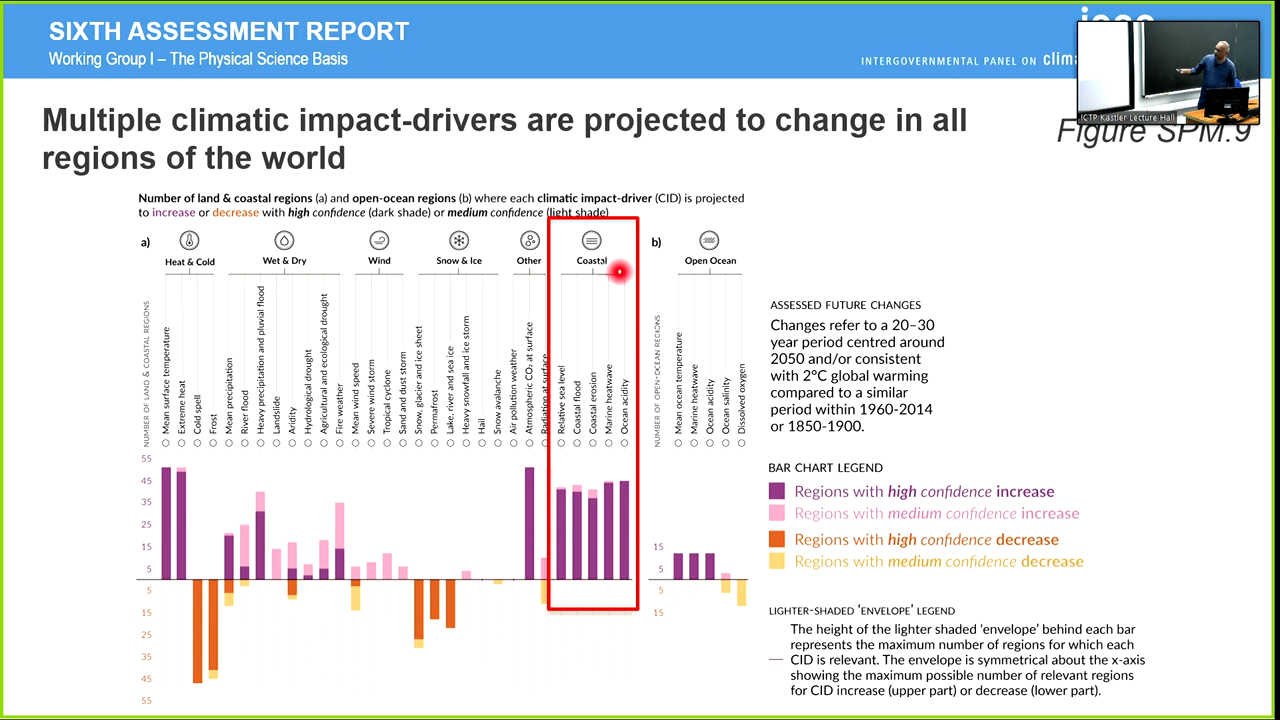 SIXTH ASSESSMENT REPORT
Working Group I – The Physical Science Basis
INTERGOVERNMENTAL PANEL ON
ICTP Kastler Lecture Hall
Multiple climatic impact-drivers are projected to change in all
regions of the world
Figure SPM.9
Number of land & coastal regions (a) and open-ocean regions (b) where each climatic impact-driver (CID) is projected
to increase or decrease with high confidence (dark shade) or medium confidence (light shade)
a)
Heat & Cold
Wet & Dry
Wind
Snow & Ice
Other
Coastal
b)
Open Ocean
NUMBER OF LAND & COASTAL REGIONS
Mean surface temperature
Extreme heat
Cold spell
Frost
Mean precipitation
River flood
Heavy precipitation and pluvial flood
Landslide
Aridity
Hydrological drought
Agricultural and ecological drought
Fire weather
Mean wind speed
Severe wind storm
Tropical cyclone
Sand and dust storm
Snow, glacier and ice sheet
Permafrost
Lake, river and sea ice
Heavy snowfall and ice storm
Hail
Snow avalanche
Air pollution weather
Atmospheric CO₂ at surface
Radiation at surface
Relative sea level
Coastal flood
Coastal erosion
Marine heatwave
Ocean acidity
NUMBER OF OPEN-OCEAN REGIONS
Mean ocean temperature
Marine heatwave
Ocean acidity
Ocean salinity
Dissolved oxygen
55
45
35
25
15
5
5
15
25
35
45
55
15
5
5
15
ASSESSED FUTURE CHANGES
Changes refer to a 20–30
year period centred around
2050 and/or consistent
with 2°C global warming
compared to a similar
period within 1960-2014
or 1850-1900.
BAR CHART LEGEND
Regions with high confidence increase
Regions with medium confidence increase
Regions with high confidence decrease
Regions with medium confidence decrease
LIGHTER-SHADED ‘ENVELOPE’ LEGEND
The height of the lighter shaded ‘envelope’ behind each bar
represents the maximum number of regions for which each
CID is relevant. The envelope is symmetrical about the x-axis
showing the maximum possible number of relevant regions
for CID increase (upper part) or decrease (lower part).